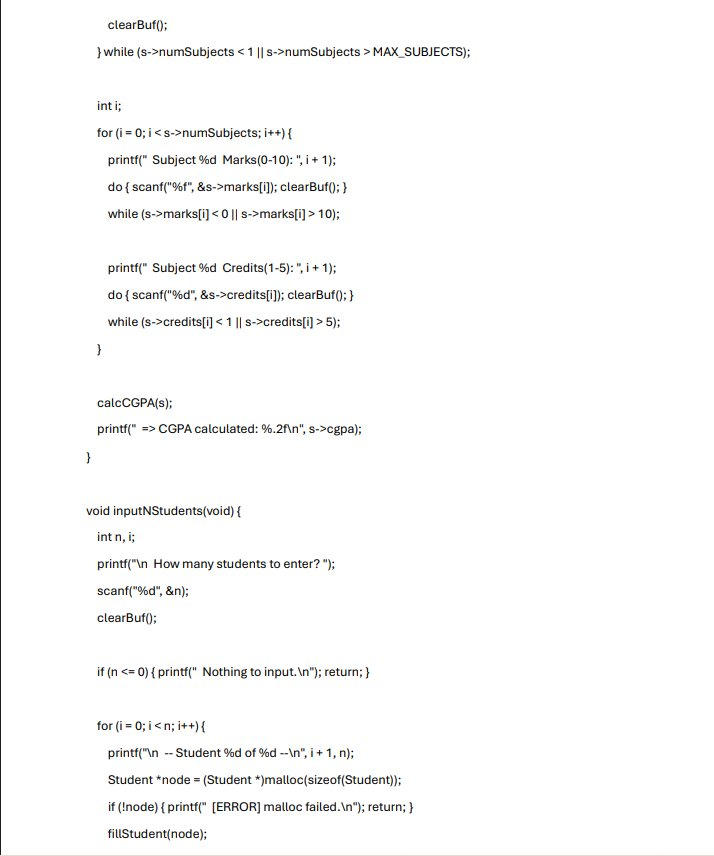 clearBuf();
} while (s->numSubjects < 1 || s->numSubjects > MAX_SUBJECTS);
int i;
for (i = 0; i < s->numSubjects; i++) {
printf("  Subject %d  Marks(0-10): ", i + 1);
do { scanf("%f", &s->marks[i]); clearBuf(); }
while (s->marks[i] < 0 || s->marks[i] > 10);
printf("  Subject %d  Credits(1-5): ", i + 1);
do { scanf("%d", &s->credits[i]); clearBuf(); }
while (s->credits[i] < 1 || s->credits[i] > 5);
}
calcCGPA(s);
printf("  => CGPA calculated: %.2f\n", s->cgpa);
}
void inputNStudents(void) {
int n, i;
printf("\n  How many students to enter? ");
scanf("%d", &n);
clearBuf();
if (n <= 0) { printf("  Nothing to input.\n"); return; }
for (i = 0; i < n; i++) {
printf("\n  -- Student %d of %d --\n", i + 1, n);
Student *node = (Student *)malloc(sizeof(Student));
if (!node) { printf("  [ERROR] malloc failed.\n"); return; }
fillStudent(node);